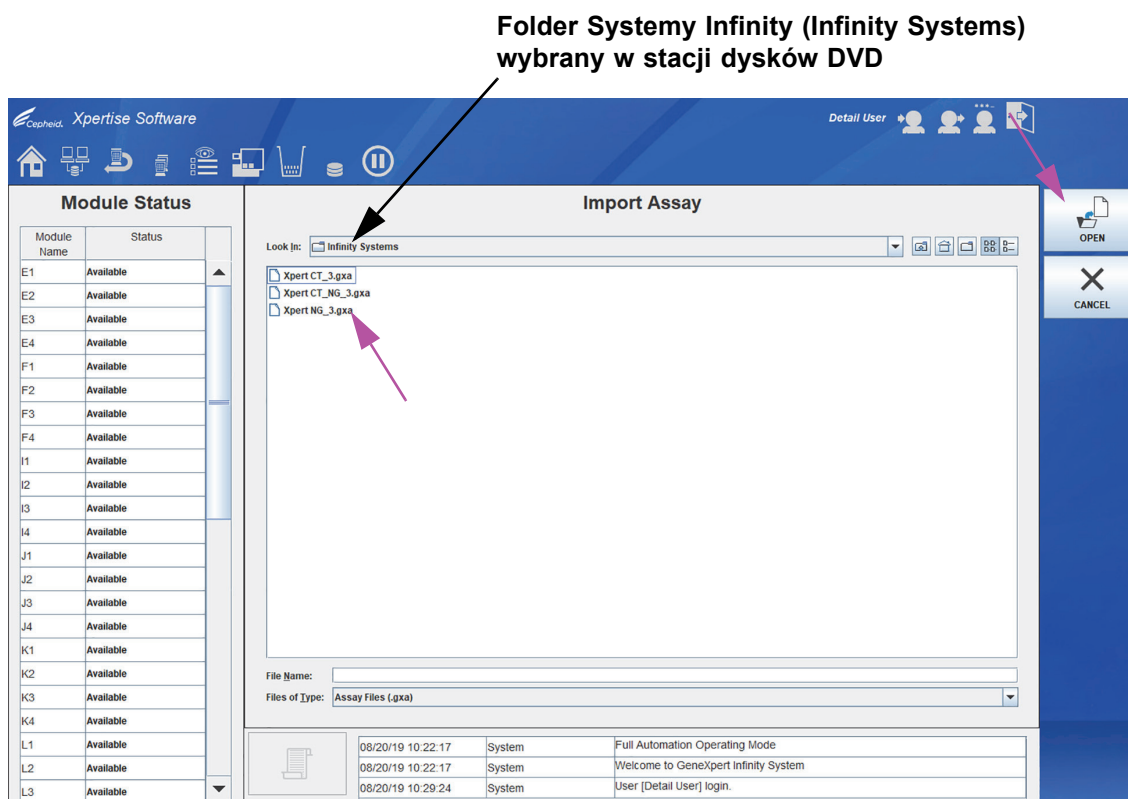 Folder Systemy Infinity (Infinity Systems)
wybrany w stacji dysków DVD
Cepheid. Xpertise Software
Detail User
Module Status
Module Name
Status
E1 Available
E2 Available
E3 Available
E4 Available
F1 Available
F2 Available
F3 Available
F4 Available
I1 Available
I2 Available
I3 Available
I4 Available
J1 Available
J2 Available
J3 Available
J4 Available
K1 Available
K2 Available
K3 Available
K4 Available
L1 Available
L2 Available
L3 Available
Import Assay
Look In: Infinity Systems
Xpert CT_3.gxa
Xpert CT_NG_3.gxa
Xpert NG_3.gxa
File Name:
Files of Type: Assay Files (.gxa)
OPEN
CANCEL
08/20/19 10:22:17 System Full Automation Operating Mode
08/20/19 10:22:17 System Welcome to GeneXpert Infinity System
08/20/19 10:29:24 System User [Detail User] login.